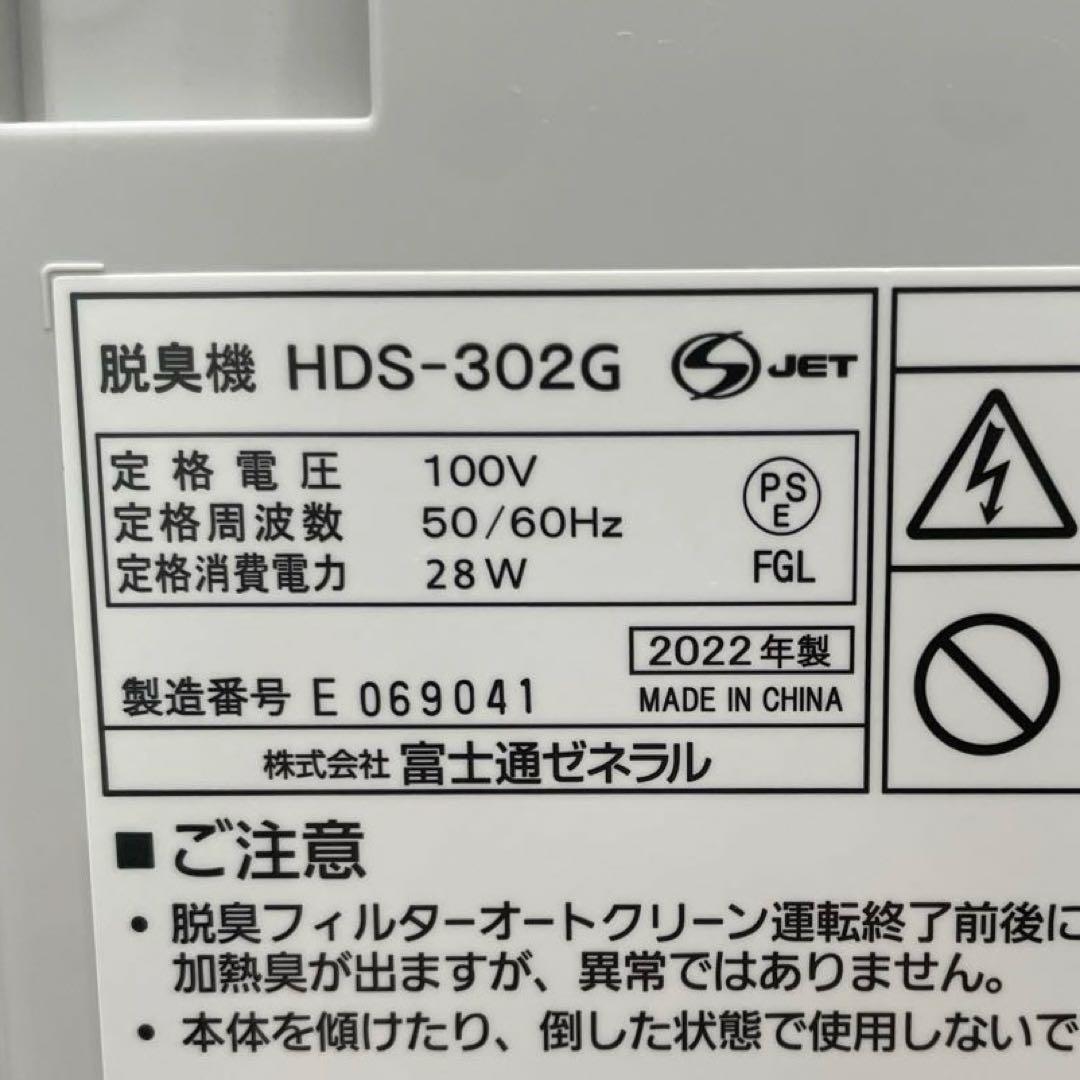 脱臭機 HDS-302G JET
定格電圧 100V
定格周波数 50/60Hz
定格消費電力 28W
PSE
FGL
2022年製
製造番号 E 069041
MADE IN CHINA
株式会社 富士通ゼネラル
■ご注意
• 脱臭フィルターオートクリーン運転終了前後に
加熱臭が出ますが、異常ではありません。
• 本体を傾けたり、倒した状態で使用しないで